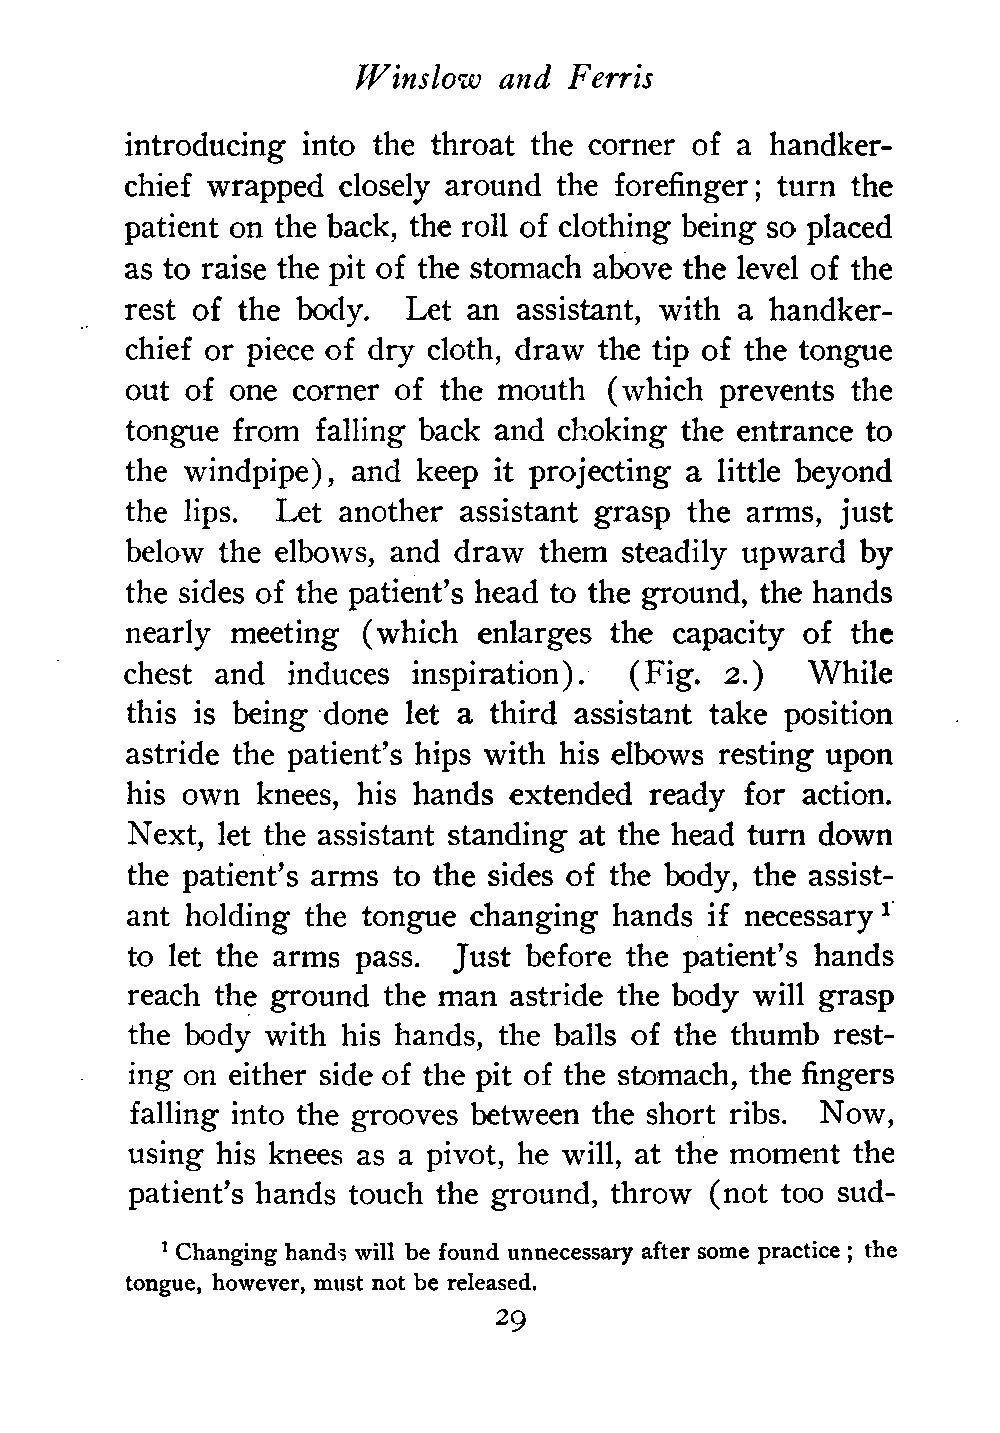 Winslow and Ferris
introducing into the throat the corner of a handker-
chief wrapped closely around the forefinger; turn the
patient on the back, the roll of clothing being so placed
as to raise the pit of the stomach above the level of the
rest of the body. Let an assistant, with a handker-
chief or piece of dry cloth, draw the tip of the tongue
out of one corner of the mouth (which prevents the
tongue from falling back and choking the entrance to
the windpipe), and keep it projecting a little beyond
the lips. Let another assistant grasp the arms, just
below the elbows, and draw them steadily upward by
the sides of the patient's head to the ground, the hands
nearly meeting (which enlarges the capacity of the
chest and induces inspiration). (Fig. 2.) While
this is being done let a third assistant take position
astride the patient's hips with his elbows resting upon
his own knees, his hands extended ready for action.
Next, let the assistant standing at the head turn down
the patient's arms to the sides of the body, the assist-
ant holding the tongue changing hands if necessary ¹
to let the arms pass. Just before the patient's hands
reach the ground the man astride the body will grasp
the body with his hands, the balls of the thumb rest-
ing on either side of the pit of the stomach, the fingers
falling into the grooves between the short ribs. Now,
using his knees as a pivot, he will, at the moment the
patient's hands touch the ground, throw (not too sud-
¹ Changing hands will be found unnecessary after some practice ; the
tongue, however, must not be released.
29